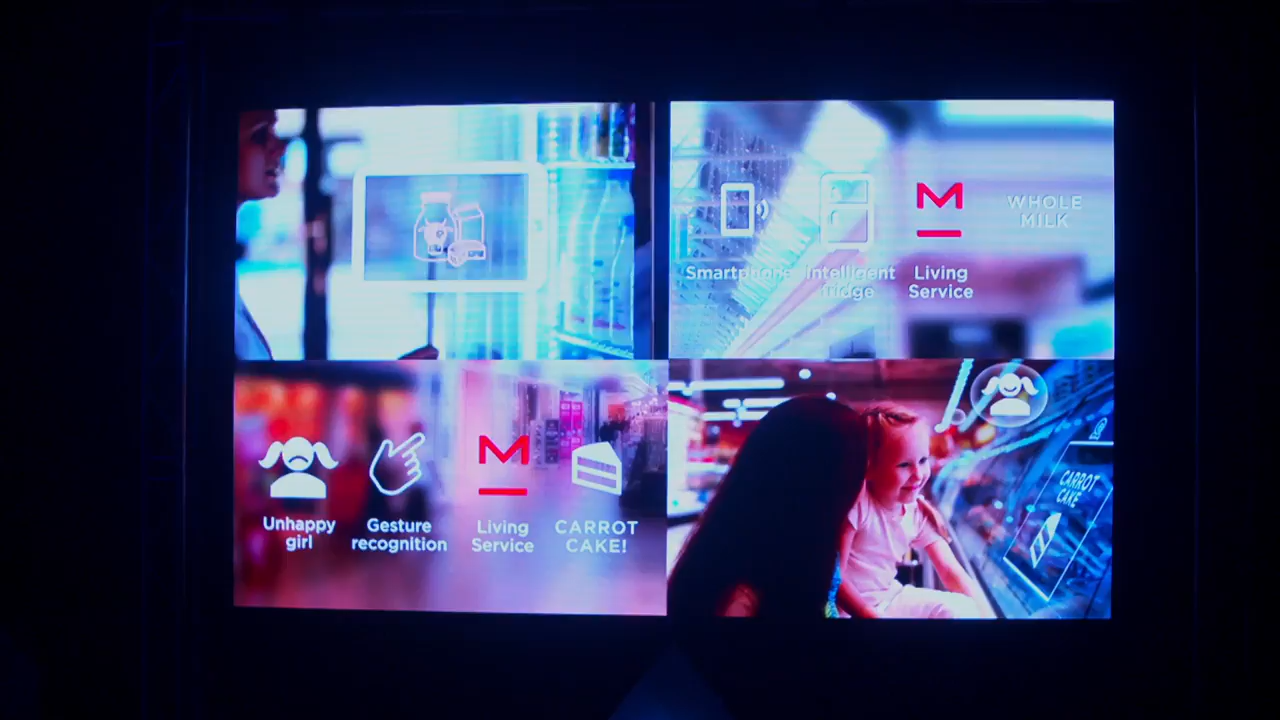 WHOLE
MILK
Smartphone
Intelligent
fridge
Living
Service
M
M
Unhappy
girl
Gesture
recognition
Living
Service
CARROT
CAKE!
CARROT
CAKE